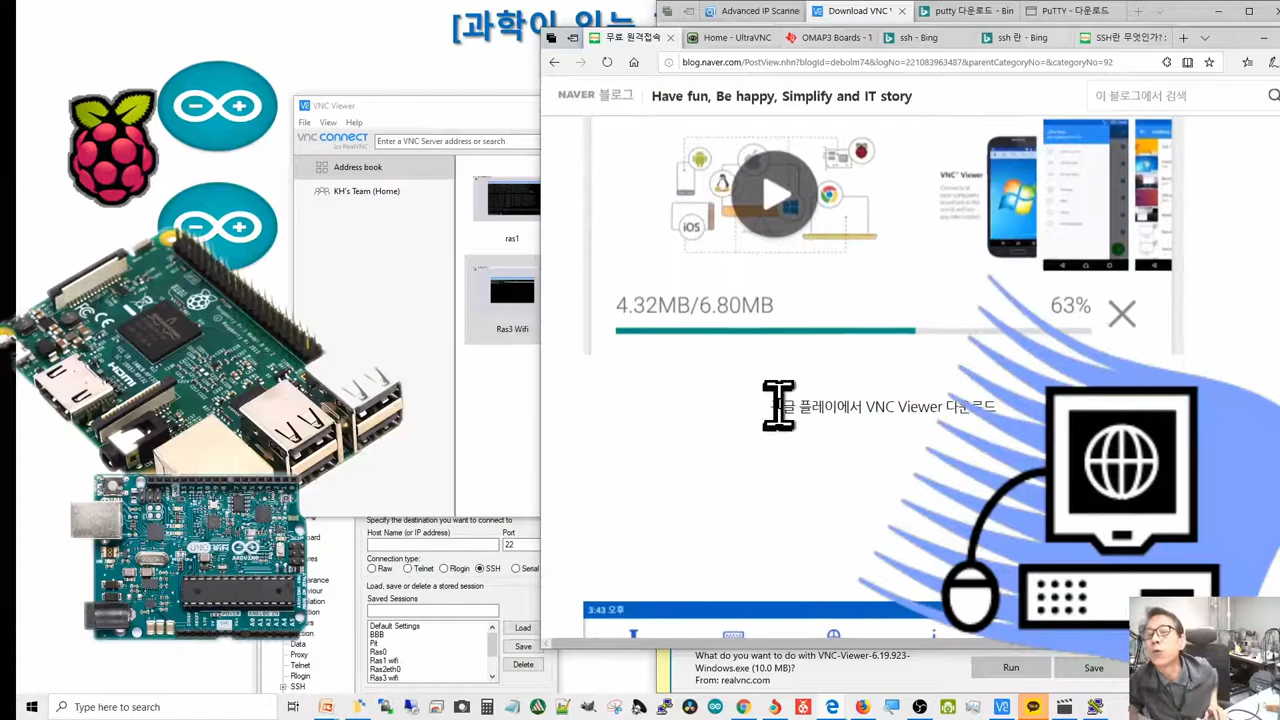 [과학이 있는
Advanced IP Scanne
Download VNC
putty 다운로드 - Bin
PuTTY - 다운로드
무료 원격접속
Home - UltraVNC
OMAP3 Boards - 1
ssh - Bing
ssh 란 - Bing
SSH란 무엇인가? :
blog.naver.com/PostView.nhn?blogId=debolm74&logNo=221083963487&parentCategoryNo=&categoryNo=92
NAVER 블로그 Have fun, Be happy, Simplify and IT story
이 블로그에서 검색
VNC Viewer
File View Help
vnc connect
by RealVNC
Enter a VNC Server address or search
Address book
KH's Team (Home)
ras1
Ras3 Wifi
iOS
VNC® Viewer
4.32MB/6.80MB 63%
플레이에서 VNC Viewer 다운로드
3:43 오후
Specify the destination you want to connect to
Host Name (or IP address) Port
22
Connection type:
Raw Telnet Rlogin SSH Serial
Load, save or delete a stored session
Saved Sessions
Default Settings
BBB
Pit
Ras0
Ras1 wifi
Ras2eth0
Ras3 wifi
Load
Save
Delete
Data
Proxy
Telnet
Rlogin
SSH
What do you want to do with VNC-Viewer-6.19.923-
Windows.exe (10.0 MB)?
From: realvnc.com
Run
Save
HDMI
UNO WiFi
ARDUINO
Type here to search